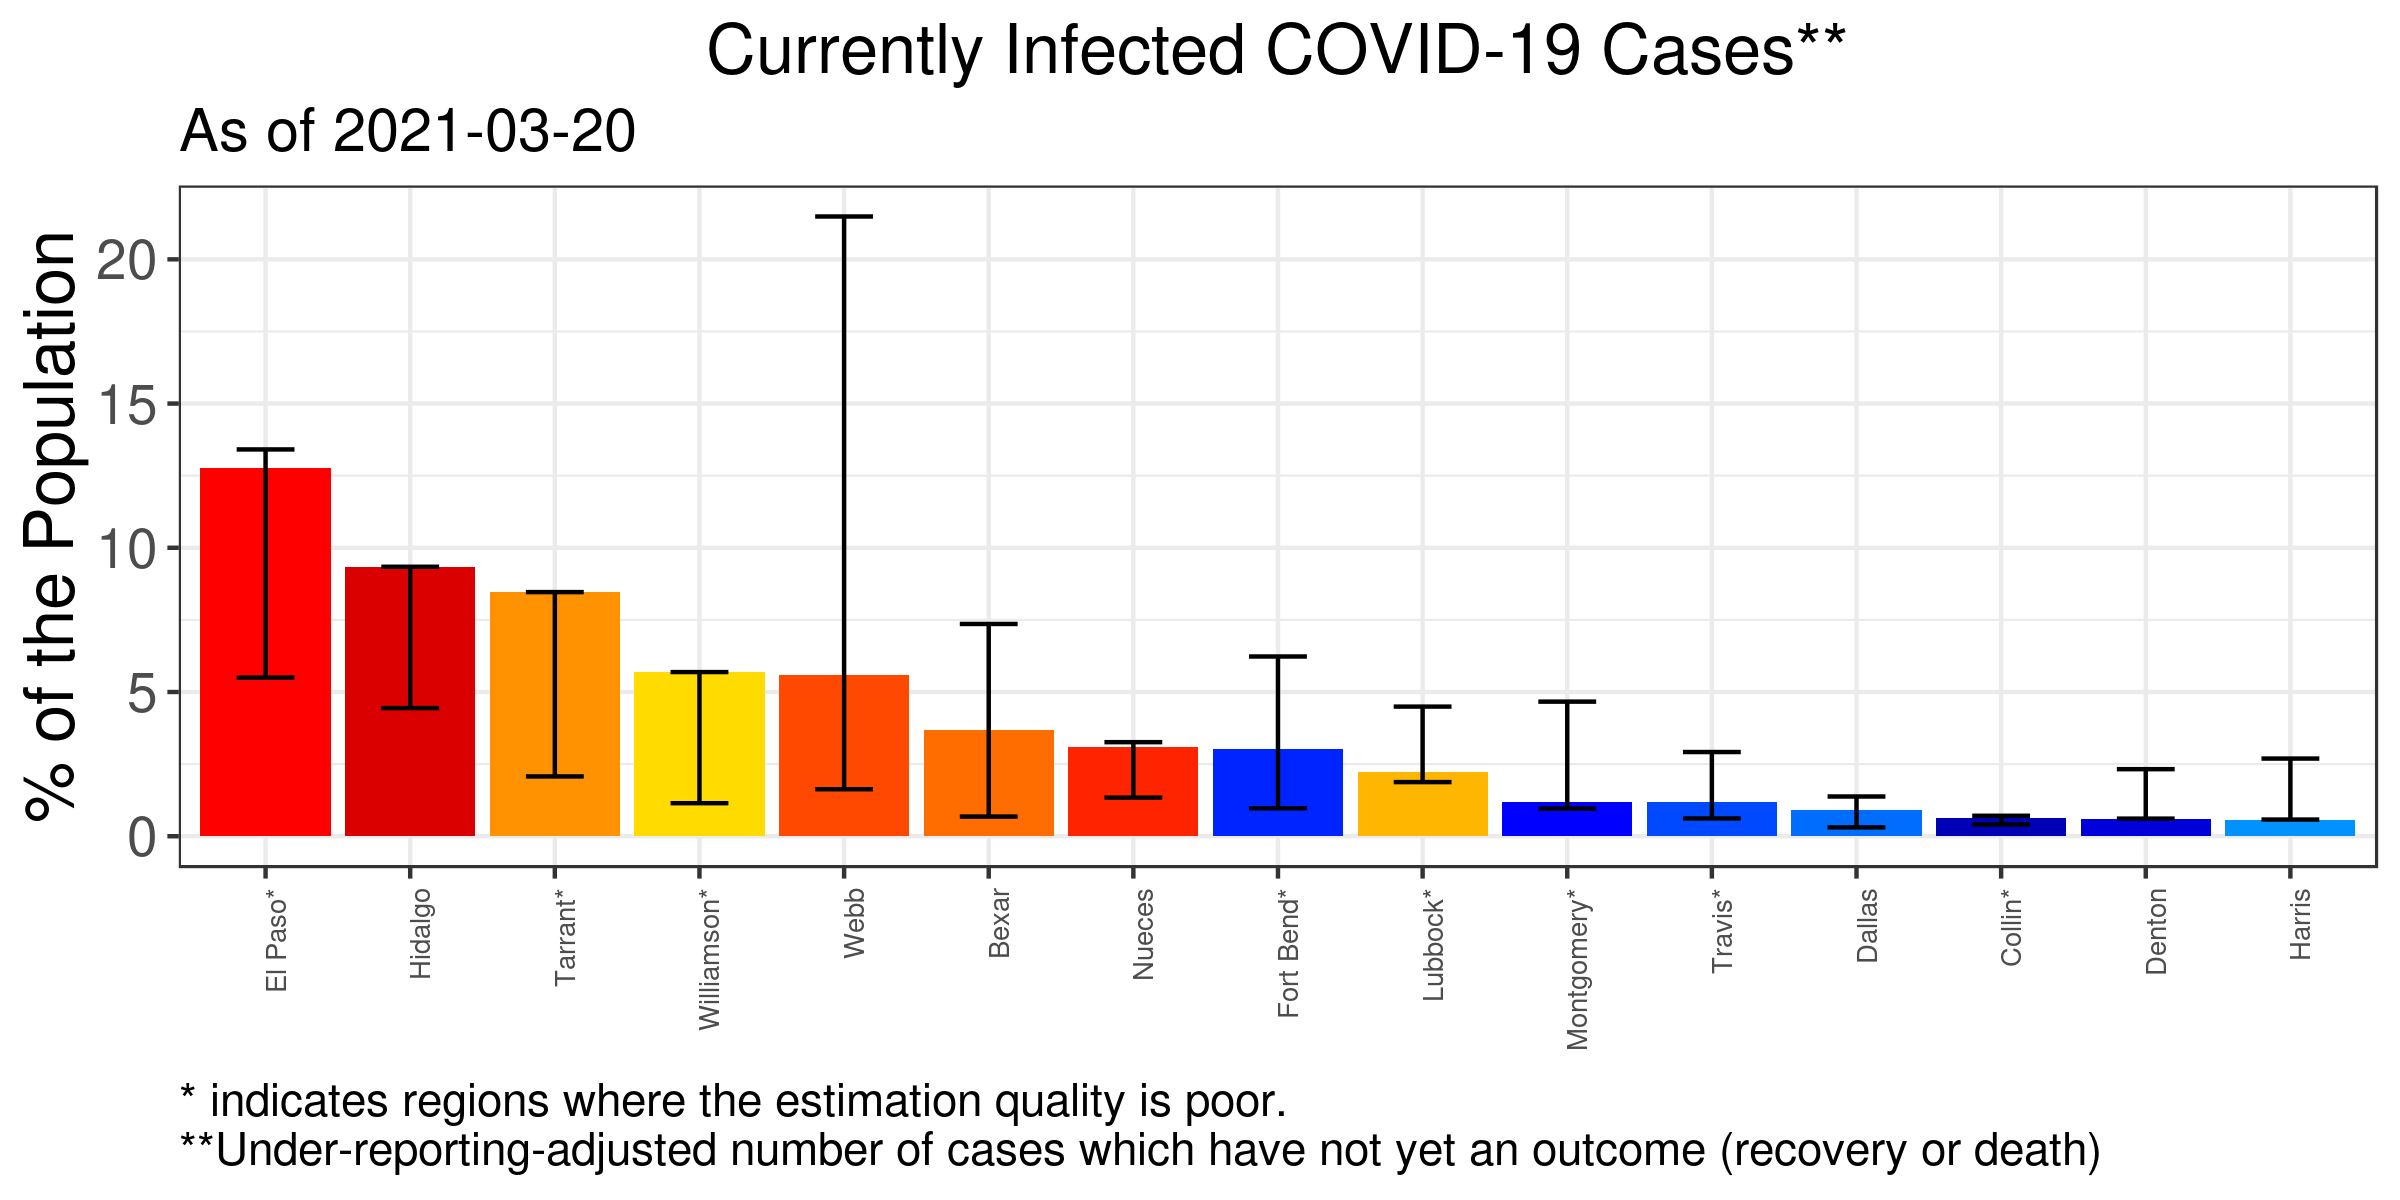 Currently Infected COVID-19 Cases**
As of 2021-03-20
% of the Population
20
15
10
5
0
El Paso*
Hidalgo
Tarrant*
Williamson*
Webb
Bexar
Nueces
Fort Bend*
Lubbock*
Montgomery*
Travis*
Dallas
Collin*
Denton
Harris
* indicates regions where the estimation quality is poor.
**Under-reporting-adjusted number of cases which have not yet an outcome (recovery or death)